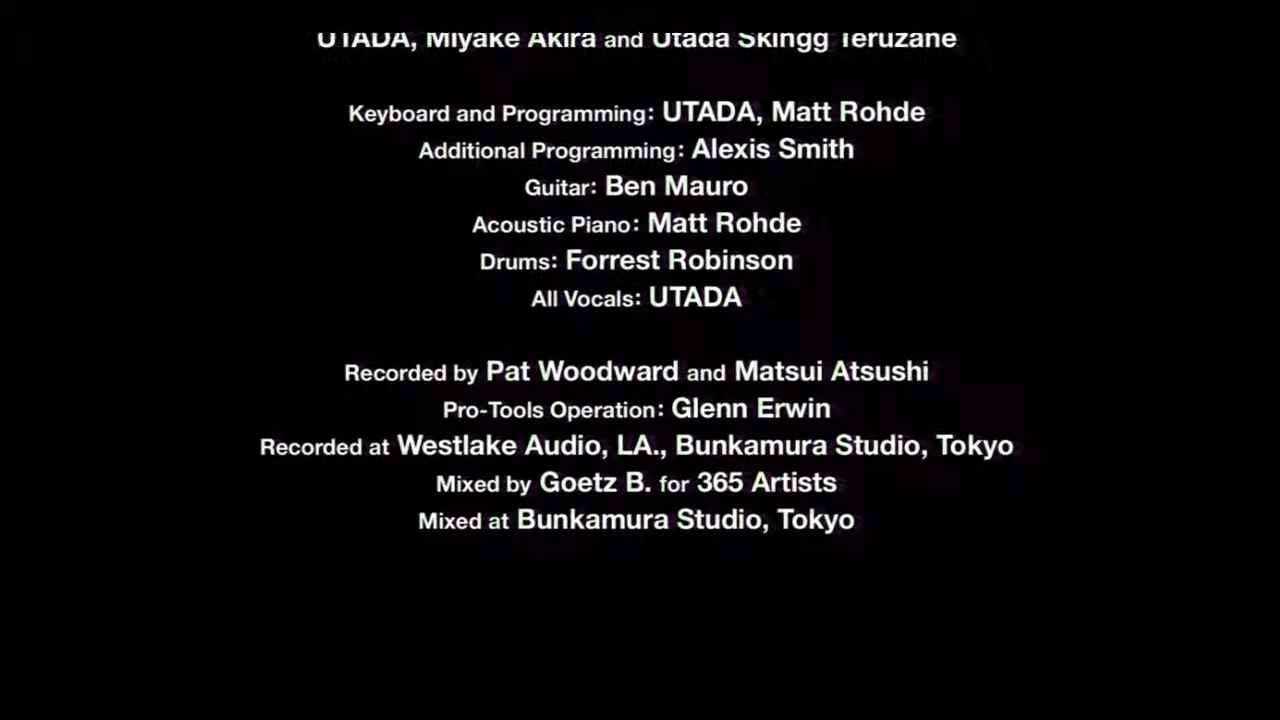 UTADA, Miyake Akira and Utada Skingg Teruzane
Keyboard and Programming: UTADA, Matt Rohde
Additional Programming: Alexis Smith
Guitar: Ben Mauro
Acoustic Piano: Matt Rohde
Drums: Forrest Robinson
All Vocals: UTADA
Recorded by Pat Woodward and Matsui Atsushi
Pro-Tools Operation: Glenn Erwin
Recorded at Westlake Audio, LA., Bunkamura Studio, Tokyo
Mixed by Goetz B. for 365 Artists
Mixed at Bunkamura Studio, Tokyo